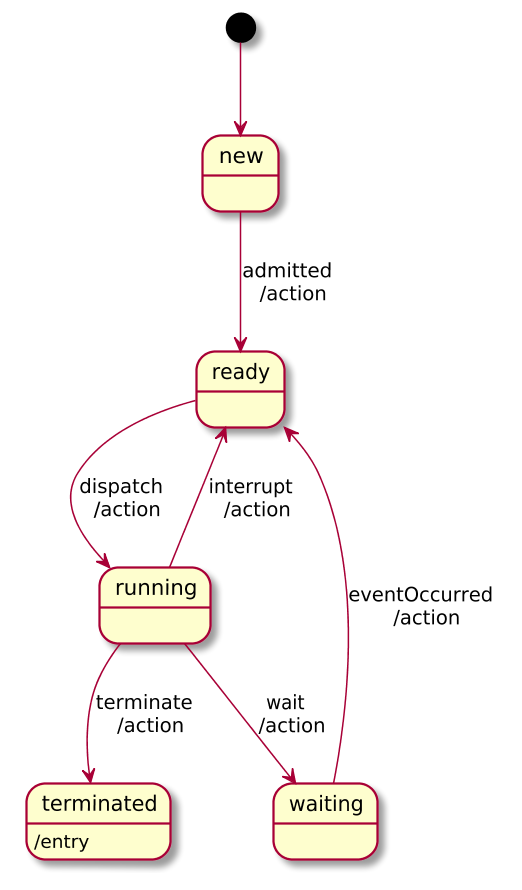 new
admitted
/action
ready
dispatch
/action
interrupt
/action
running
eventOccurred
/action
terminate
/action
wait
/action
terminated
/entry
waiting